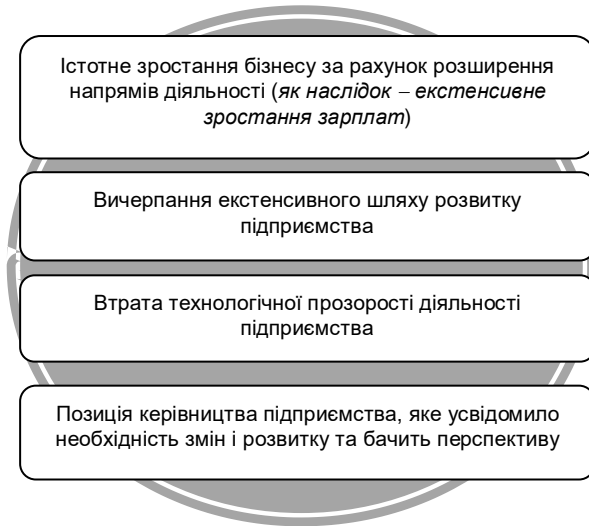 Істотне зростання бізнесу за рахунок розширення
напрямів діяльності (як наслідок – екстенсивне
зростання зарплат)
Вичерпання екстенсивного шляху розвитку
підприємства
Втрата технологічної прозорості діяльності
підприємства
Позиція керівництва підприємства, яке усвідомило
необхідність змін і розвитку та бачить перспективу